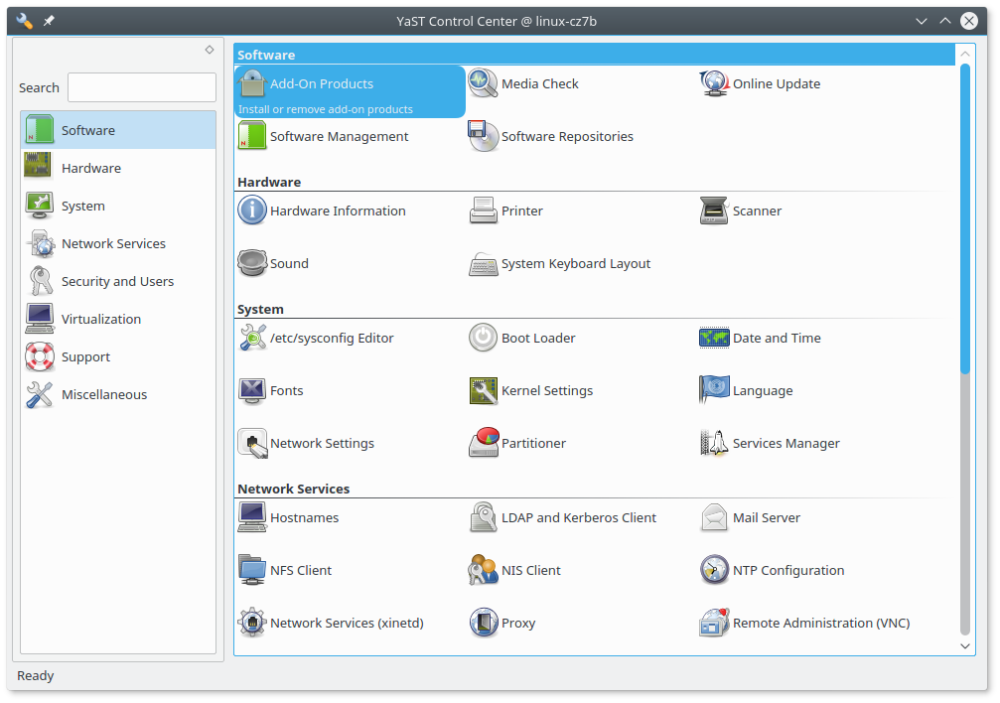 YaST Control Center @ linux-cz7b
Search
Software
Hardware
System
Network Services
Security and Users
Virtualization
Support
Miscellaneous
Software
Add-On Products
Install or remove add-on products
Media Check
Online Update
Software Management
Software Repositories
Hardware
Hardware Information
Printer
Scanner
Sound
System Keyboard Layout
System
/etc/sysconfig Editor
Boot Loader
Date and Time
Fonts
Kernel Settings
Language
Network Settings
Partitioner
Services Manager
Network Services
Hostnames
LDAP and Kerberos Client
Mail Server
NFS Client
NIS Client
NTP Configuration
Network Services (xinetd)
Proxy
Remote Administration (VNC)
Ready